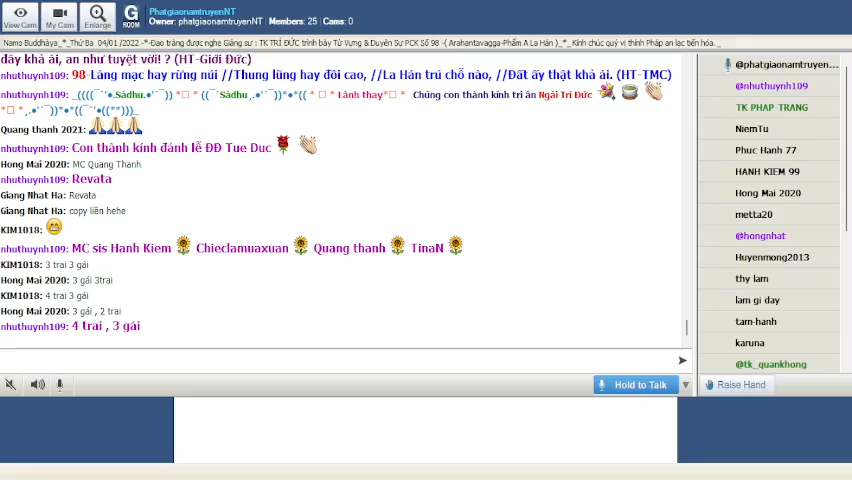 View Cam
My Cam
Enlarge
G
ROOM
PhatgiaonamtruyenNT
Owner: phatgiaonamtruyenNT Members: 25 Cams: 0
Namo Buddhàya _*_Thứ Ba 04/01 /2022 -*-Đạo tràng được nghe Giảng sư : TK TRÍ ĐỨC trình bày Từ Vựng & Duyên Sự PCK Số 98 -( Arahantavagga-Phẩm A La Hán )_*_ Kính chúc quý vị thính Pháp an lạc tiến hóa. _
đây khả ái, an như tuyệt vời! ? (HT-Giới Đức)
nhuthuynh109: 98-Làng mạc hay rừng núi //Thung lũng hay đồi cao, //La Hán trú chỗ nào, //Đất ấy thật khả ái. (HT-TMC)
nhuthuynh109: _((((¯`'•.Sādhu.•'´¯)) *□ * ((¯`Sādhu¸.•'´¯))*•*(( * □ * Lành thay*□ * Chúng con thành kính tri ân Ngài Trí Đức
*□ *¸.•'´¯))*•*((¯`'•*((**)))_
Quang thanh 2021:
nhuthuynh109: Con thành kính đảnh lễ ĐĐ Tue Duc
Hong Mai 2020: MC Quang Thanh
nhuthuynh109: Revata
Giang Nhat Ha: Revata
Giang Nhat Ha: copy liền hehe
KIM1018:
nhuthuynh109: MC sis Hanh Kiem Chieclamuaxuan Quang thanh TinaN
KIM1018: 3 trai 3 gái
Hong Mai 2020: 3 gái 3trai
KIM1018: 4 trai 3 gái
Hong Mai 2020: 3 gái , 2 trai
nhuthuynh109: 4 trai , 3 gái
Hold to Talk
@phatgiaonamtruyen...
@nhuthuynh109
TK PHAP TRANG
NiemTu
Phuc Hanh 77
HANH KIEM 99
Hong Mai 2020
metta20
@hongnhat
Huyenmong2013
thy lam
lam gi day
tam-hanh
karuna
@tk_quankhong
Raise Hand